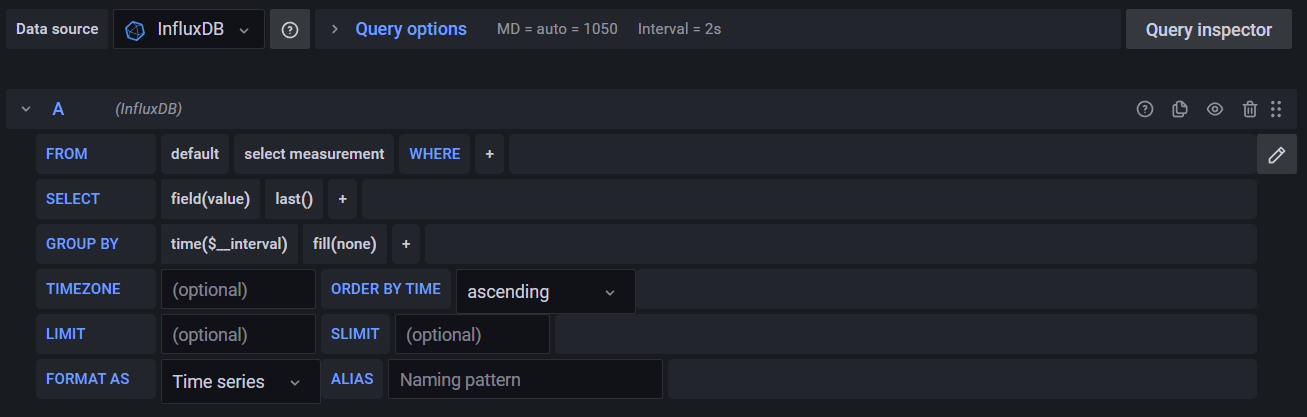 Data source InfluxDB Query options MD = auto = 1050 Interval = 2s Query inspector
A (InfluxDB)
FROM default select measurement WHERE +
SELECT field(value) last() +
GROUP BY time($__interval) fill(none) +
TIMEZONE (optional) ORDER BY TIME ascending
LIMIT (optional) SLIMIT (optional)
FORMAT AS Time series ALIAS Naming pattern